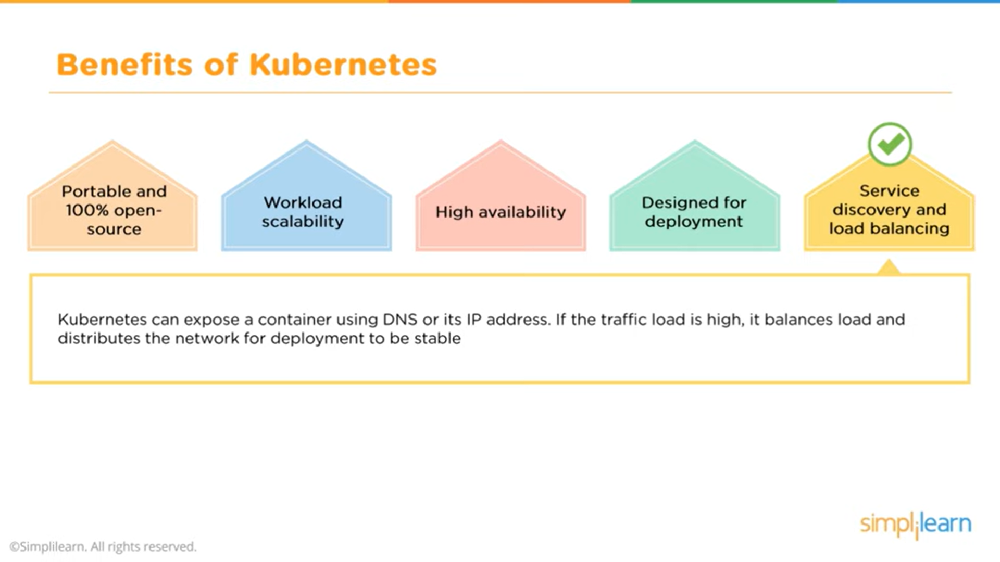 Benefits of Kubernetes
Portable and
100% open-
source
Workload
scalability
High availability
Designed for
deployment
Service
discovery and
load balancing
Kubernetes can expose a container using DNS or its IP address. If the traffic load is high, it balances load and
distributes the network for deployment to be stable
simplilearn
©Simplilearn. All rights reserved.